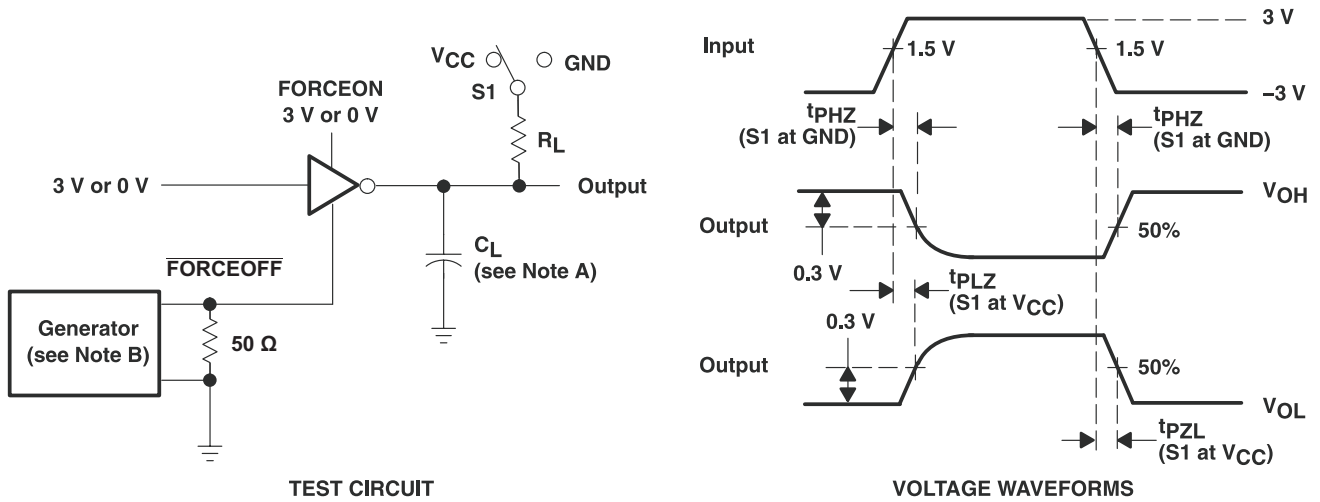 VCC
GND
S1
FORCEON
3 V or 0 V
RL
3 V or 0 V
Output
CL
(see Note A)
FORCEOFF
Generator
(see Note B)
50 Ω
TEST CIRCUIT
3 V
Input
1.5 V
1.5 V
–3 V
tPHZ
(S1 at GND)
tPHZ
(S1 at GND)
VOH
Output
50%
0.3 V
tPLZ
(S1 at VCC)
0.3 V
Output
50%
VOL
tPZL
(S1 at VCC)
VOLTAGE WAVEFORMS